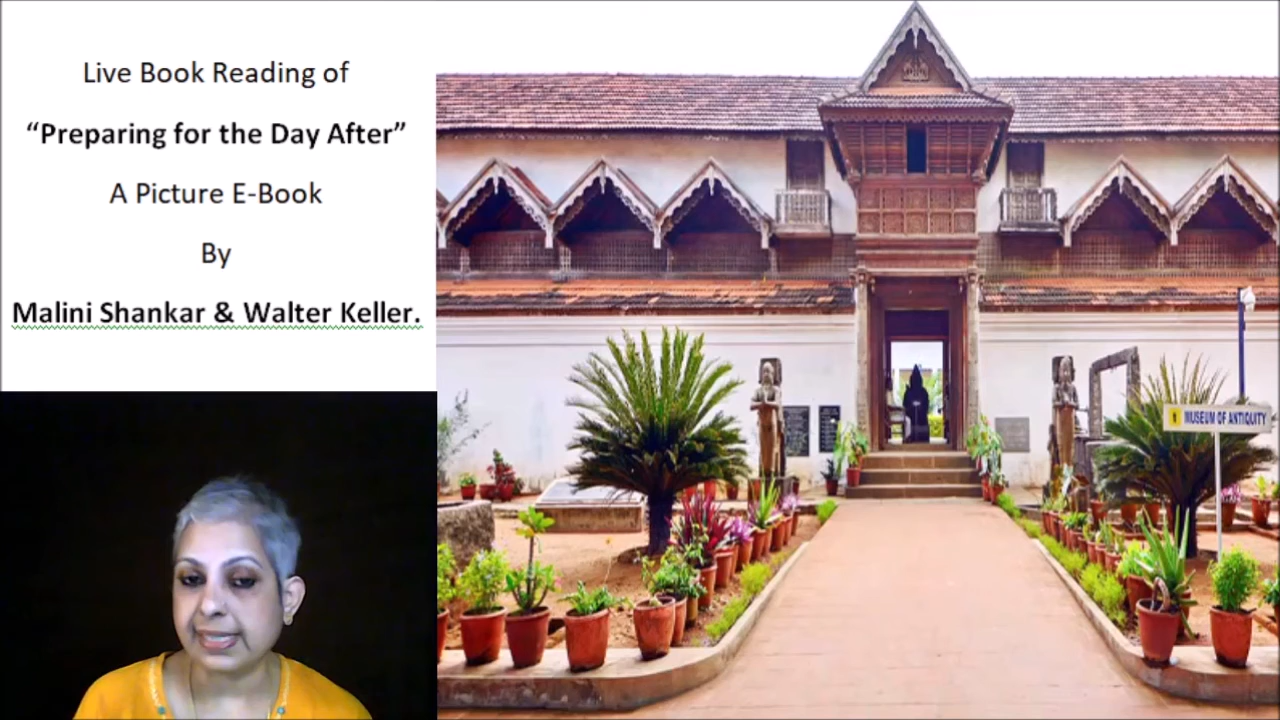 Live Book Reading of
“Preparing for the Day After”
A Picture E-Book
By
Malini Shankar & Walter Keller.
MUSEUM OF ANTIQUITY